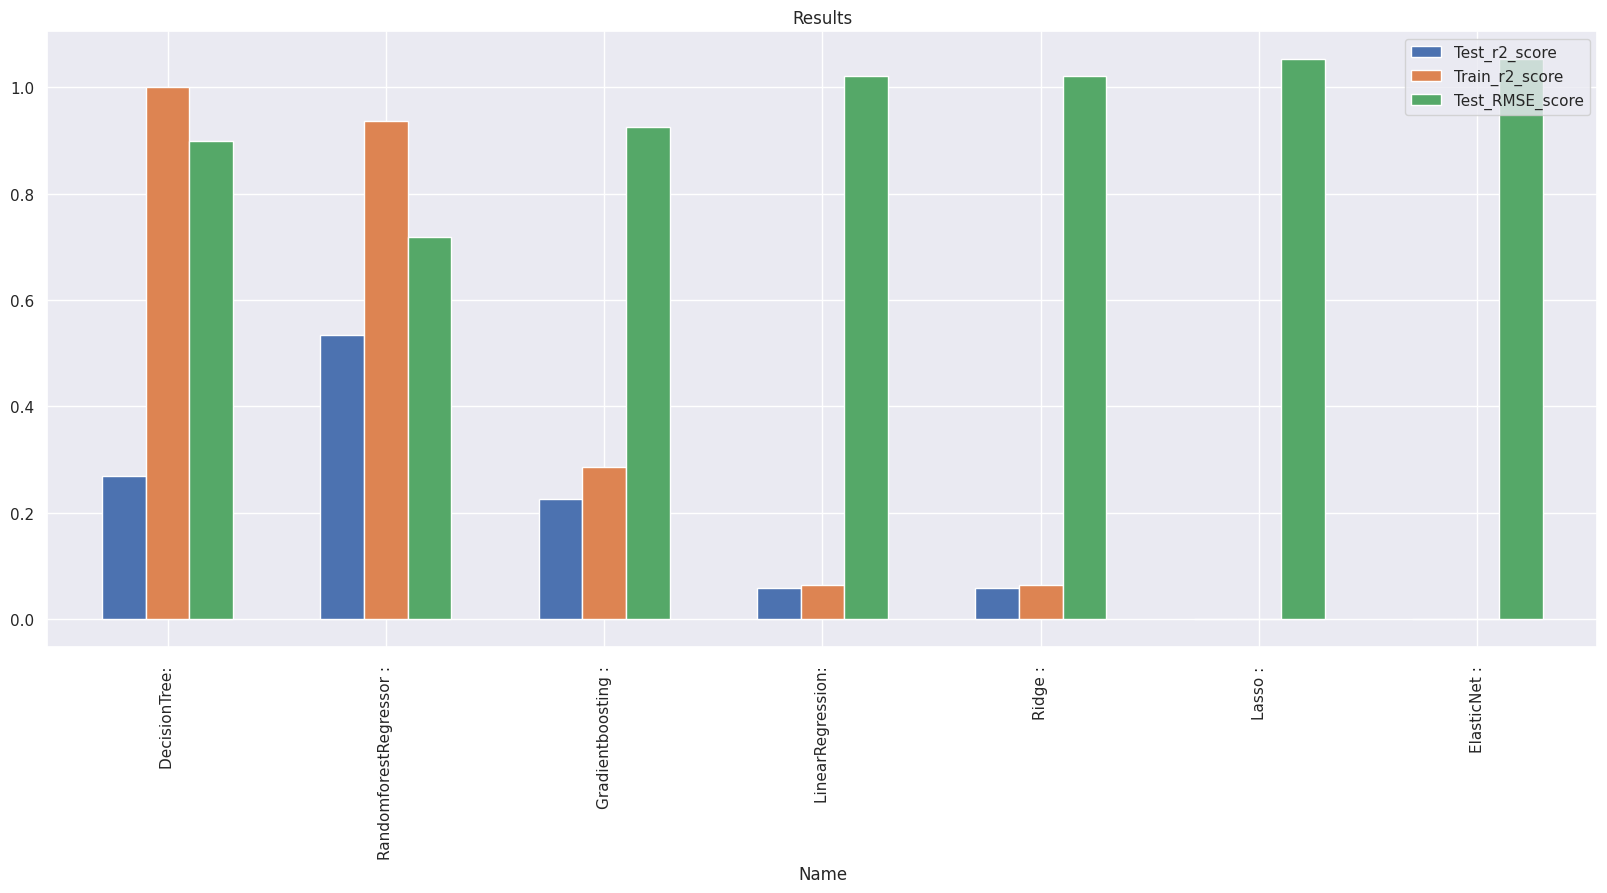 Results
Test_r2_score
Train_r2_score
Test_RMSE_score
1.0
0.8
0.6
0.4
0.2
0.0
DecisionTree:
RandomforestRegressor :
Gradientboosting :
LinearRegression:
Ridge :
Lasso :
ElasticNet :
Name